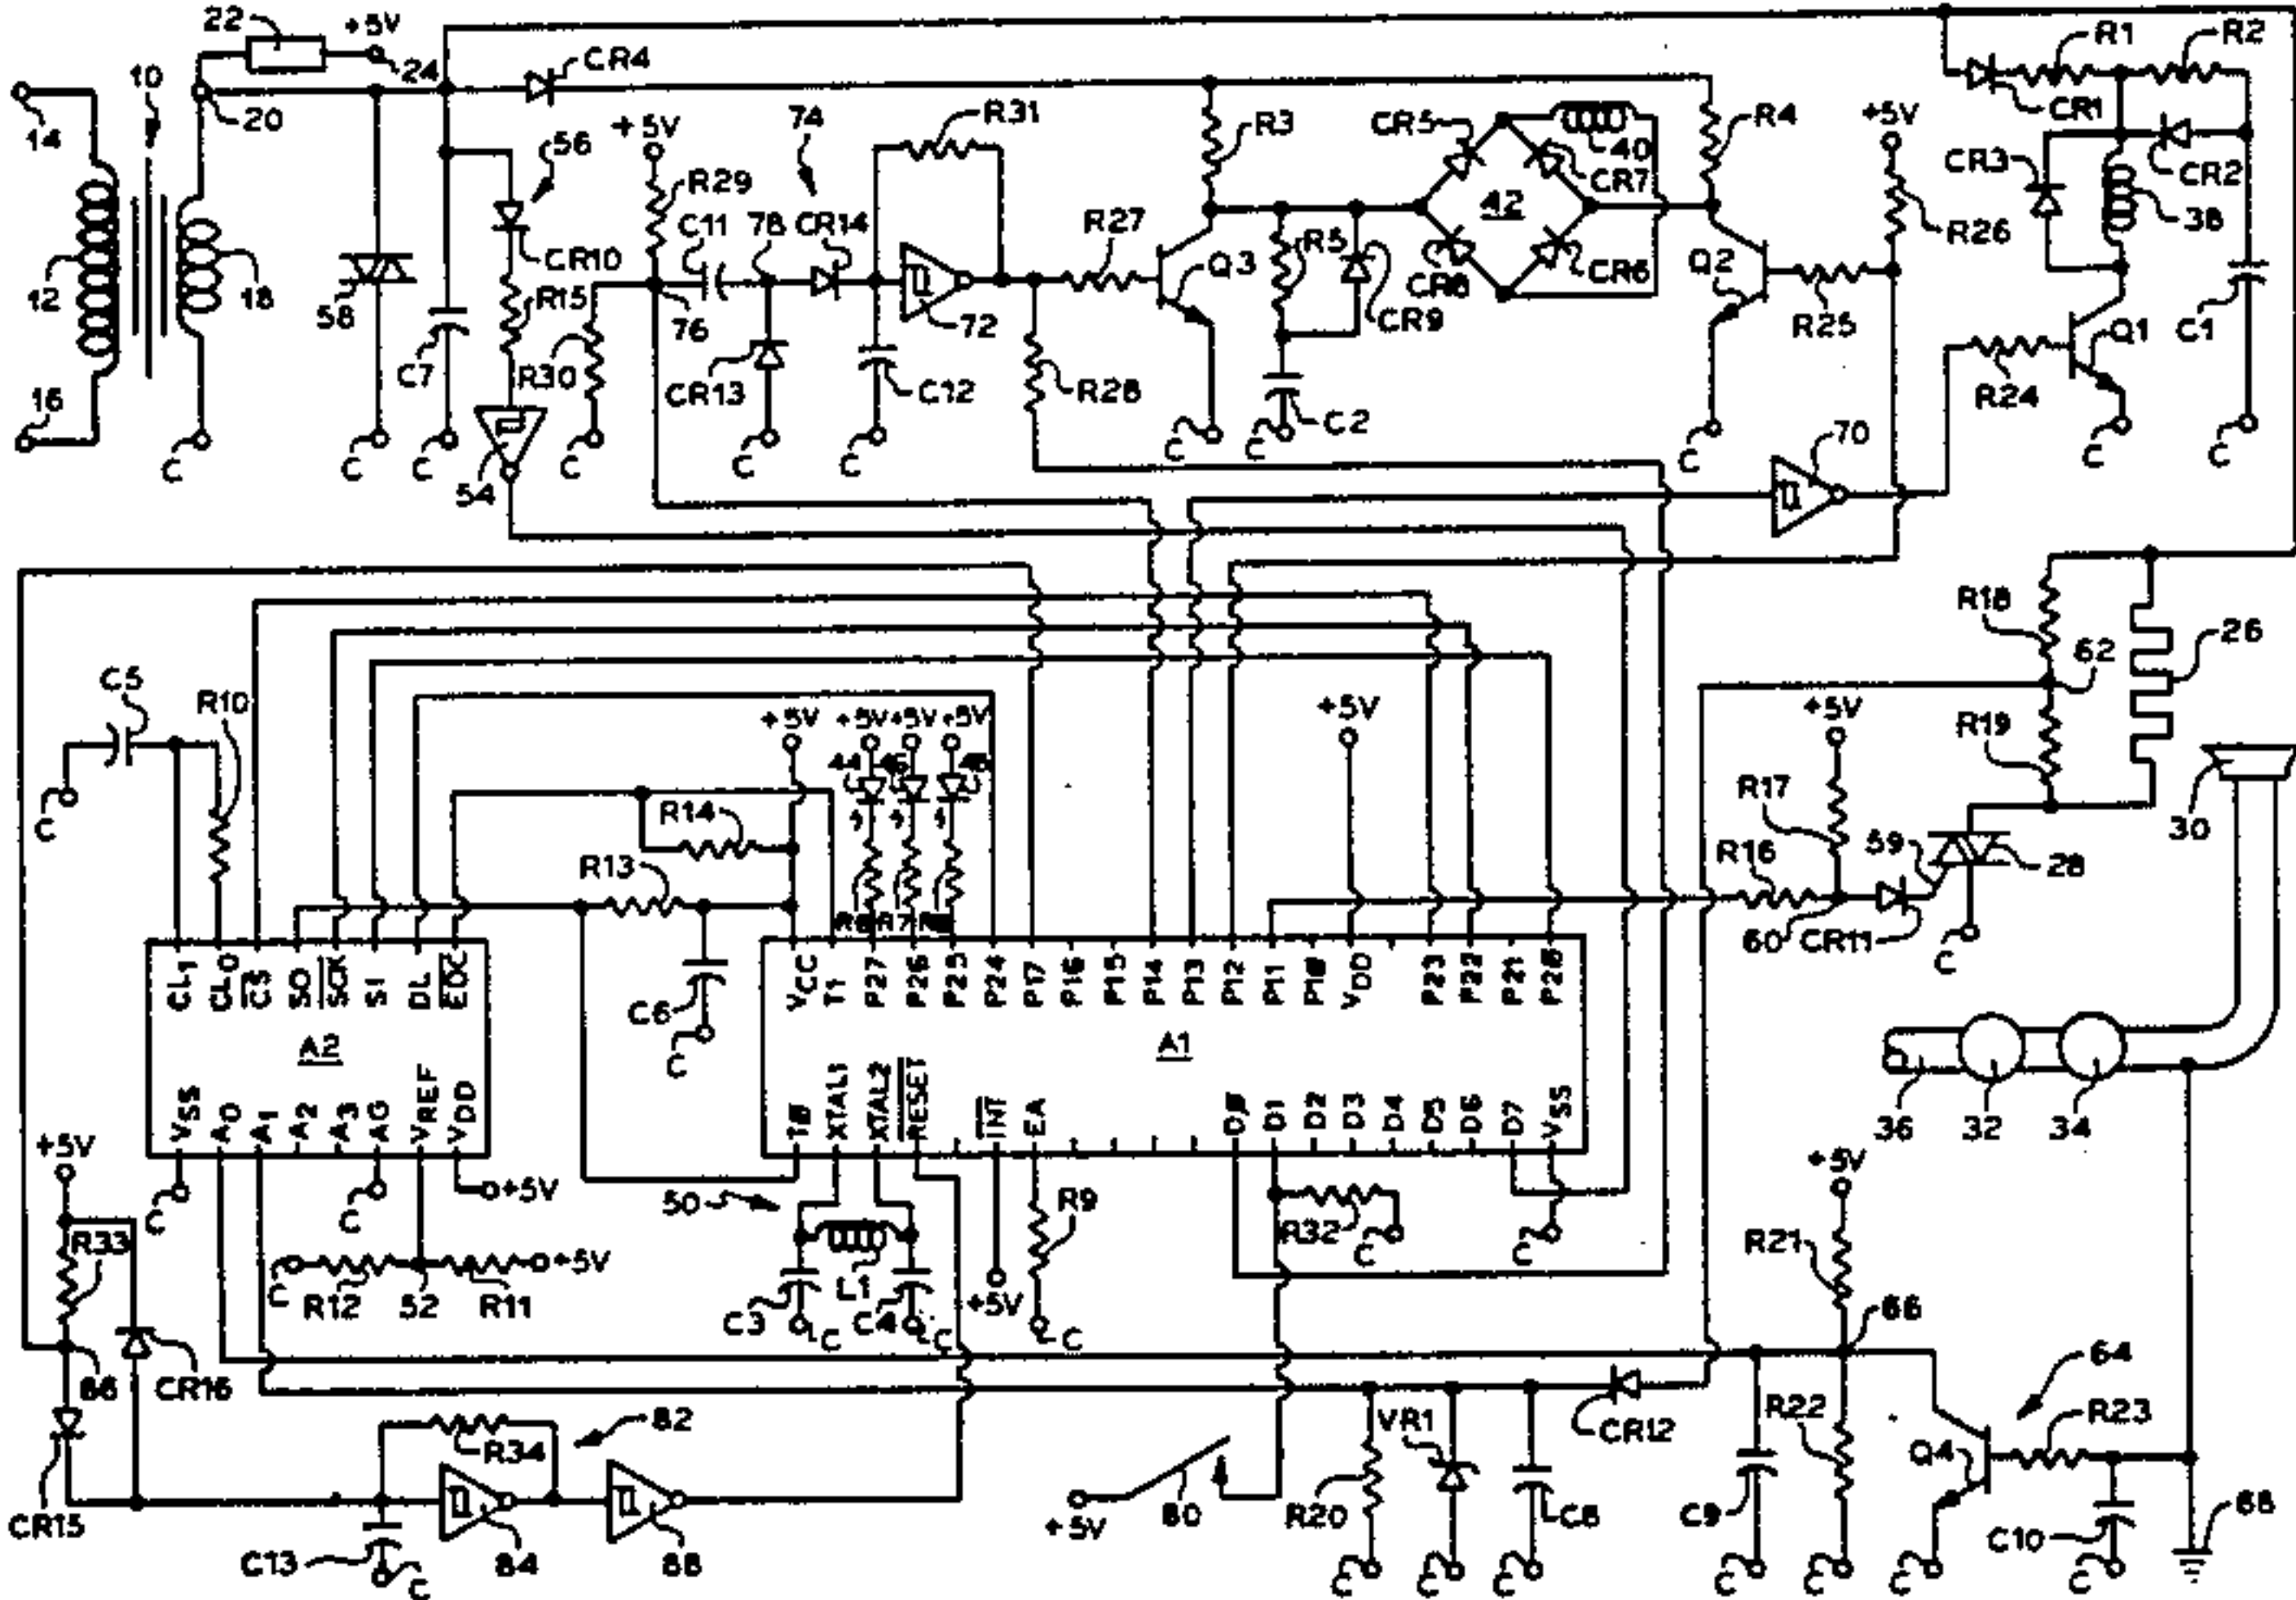 22
+5V
24
10
20
14
12
16
18
C
58
C
C7
C
CR4
56
CR10
R15
54
+5V
R29
R30
C
76
C11
78
74
CR14
CR13
C
R31
72
C12
C
R27
R28
Q3
C
R3
R5
C2
C
CR9
CR5
CR7
CR8
CR6
42
40
R4
Q2
C
R25
+5V
R26
CR1
R1
R2
CR3
CR2
38
Q1
R24
C
C1
C
70
C5
C
R10
+5V
+5V
+5V
+5V
44
46
48
R14
R13
R6
R7
R8
C6
C
+5V
R18
62
26
R19
+5V
R17
R16
59
28
60
CR11
C
30
36
32
34
CL1
CL0
CS
SO
SCK
SI
DL
EOC
A2
VSS
A0
A1
A2
A3
AG
VREF
VDD
VCC
T1
P27
P26
P25
P24
P17
P16
P15
P14
P13
P12
P11
P10
VDD
P23
P22
P21
P20
A1
T0
XTAL1
XTAL2
RESET
INT
EA
D0
D1
D2
D3
D4
D5
D6
D7
VSS
+5V
R33
C
C
+5V
C
R12
52
R11
+5V
50
C3
C
L1
C4
C
+5V
R9
C
R32
C
C
+5V
R21
66
86
CR16
CR15
R34
82
C13
C
84
88
+5V
80
R20
C
VR1
C
C8
C
CR12
C9
C
R22
C
64
Q4
C
R23
C10
C
68